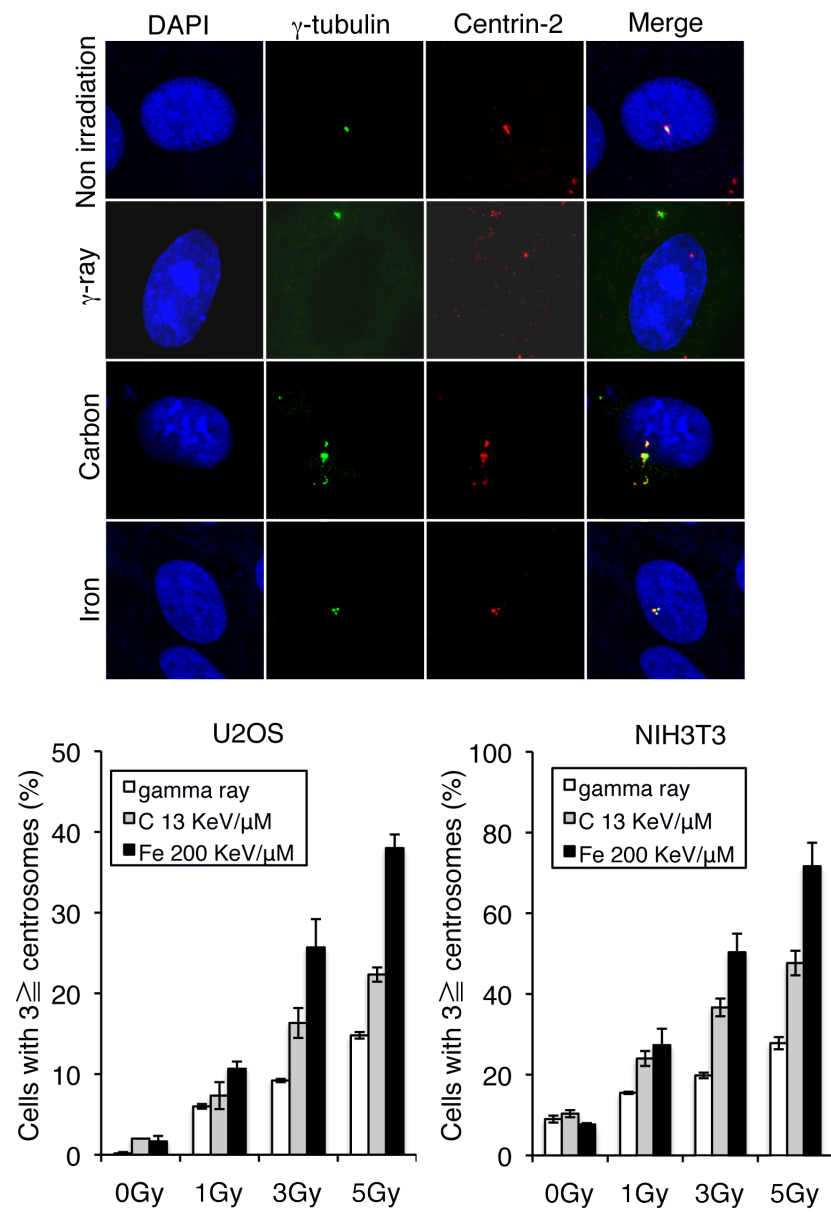 DAPI γ-tubulin Centrin-2 Merge
Non irradiation
γ-ray
Carbon
Iron
U2OS
Cells with 3≧ centrosomes (%)
50
40
30
20
10
0
gamma ray
C 13 KeV/μM
Fe 200 KeV/μM
0Gy 1Gy 3Gy 5Gy
NIH3T3
Cells with 3≧ centrosomes (%)
100
80
60
40
20
0
gamma ray
C 13 KeV/μM
Fe 200 KeV/μM
0Gy 1Gy 3Gy 5Gy